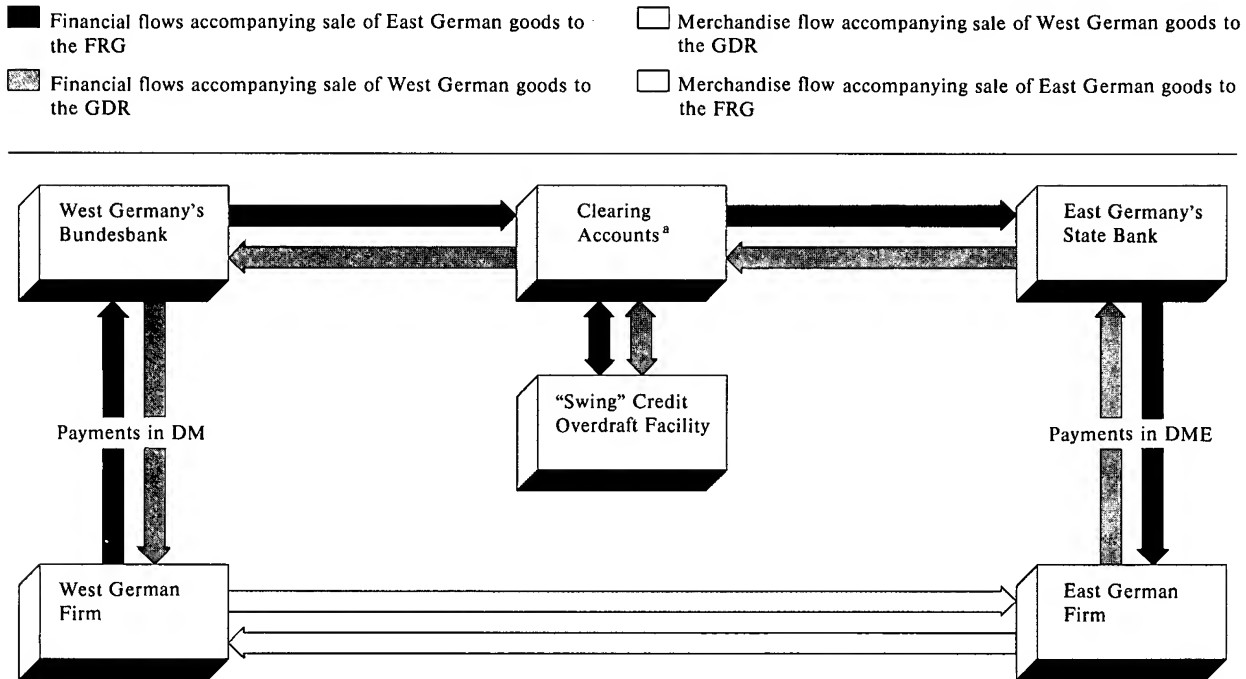 Financial flows accompanying sale of East German goods to
the FRG
Merchandise flow accompanying sale of West German goods to
the GDR
Financial flows accompanying sale of West German goods to
the GDR
Merchandise flow accompanying sale of East German goods to
the FRG
West Germany's
Bundesbank
Clearing
Accounts a
East Germany's
State Bank
"Swing" Credit
Overdraft Facility
Payments in DM
Payments in DME
West German
Firm
East German
Firm